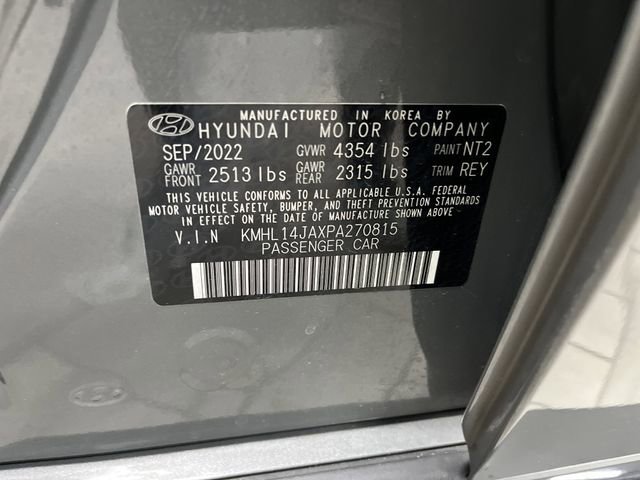 MANUFACTURED IN KOREA BY
HYUNDAI MOTOR COMPANY
SEP/2022 GVWR 4354 lbs PAINT NT2
GAWR FRONT 2513 lbs GAWR REAR 2315 lbs TRIM REY
THIS VEHICLE CONFORMS TO ALL APPLICABLE U.S.A. FEDERAL
MOTOR VEHICLE SAFETY, BUMPER, AND THEFT PREVENTION STANDARDS
IN EFFECT ON THE DATE OF MANUFACTURE SHOWN ABOVE.
V.I.N KMHL14JAXPA270815
PASSENGER CAR